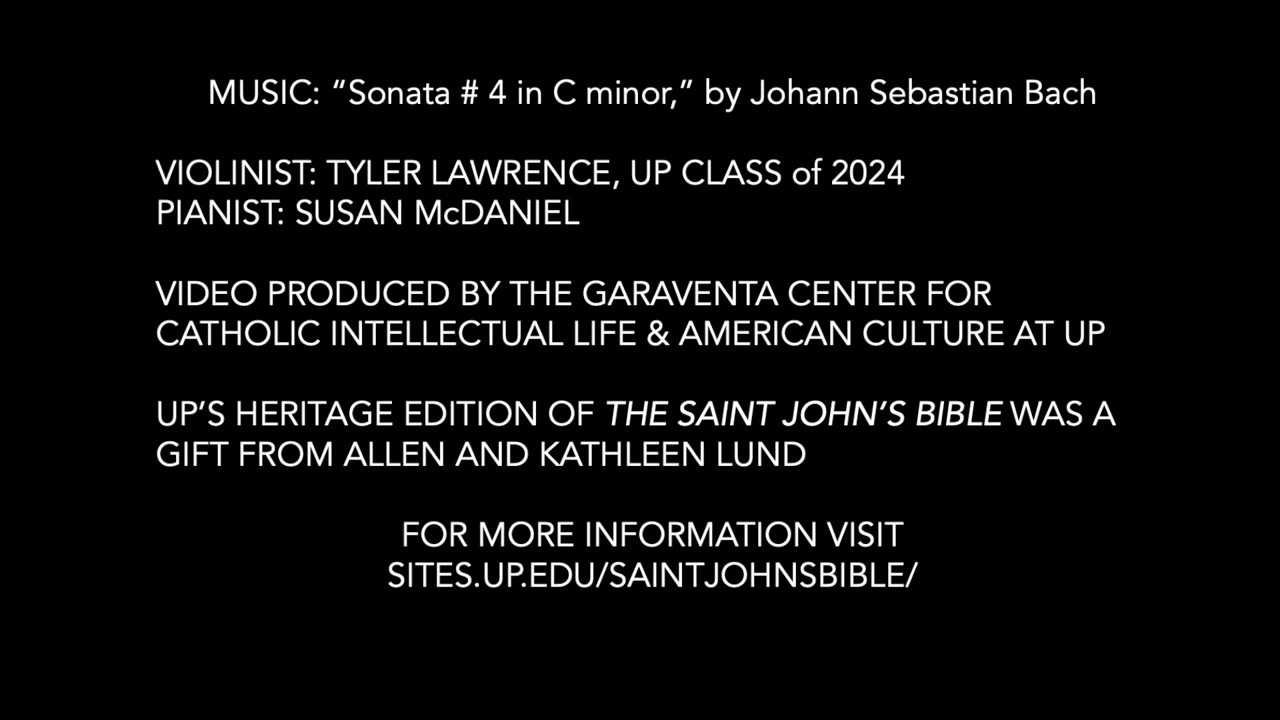 MUSIC: “Sonata # 4 in C minor,” by Johann Sebastian Bach
VIOLINIST: TYLER LAWRENCE, UP CLASS of 2024
PIANIST: SUSAN McDANIEL
VIDEO PRODUCED BY THE GARAVENTA CENTER FOR
CATHOLIC INTELLECTUAL LIFE & AMERICAN CULTURE AT UP
UP’S HERITAGE EDITION OF THE SAINT JOHN’S BIBLE WAS A
GIFT FROM ALLEN AND KATHLEEN LUND
FOR MORE INFORMATION VISIT
SITES.UP.EDU/SAINTJOHNSBIBLE/